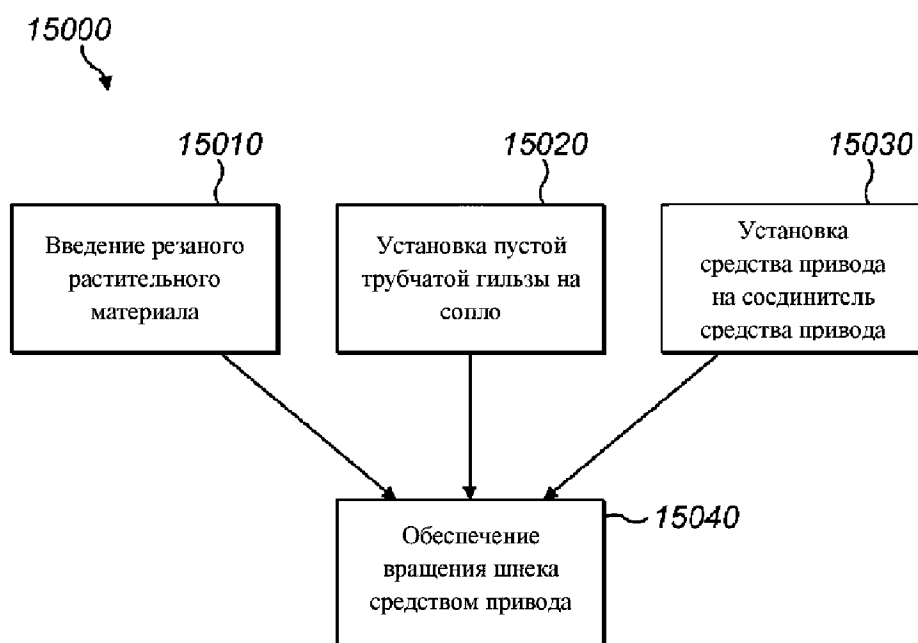 15000
15010
15020
15030
Введение резаного
растительного
материала
Установка пустой
трубчатой гильзы на
сопло
Установка
средства привода
на соединитель
средства привода
15040
Обеспечение
вращения шнека
средством привода